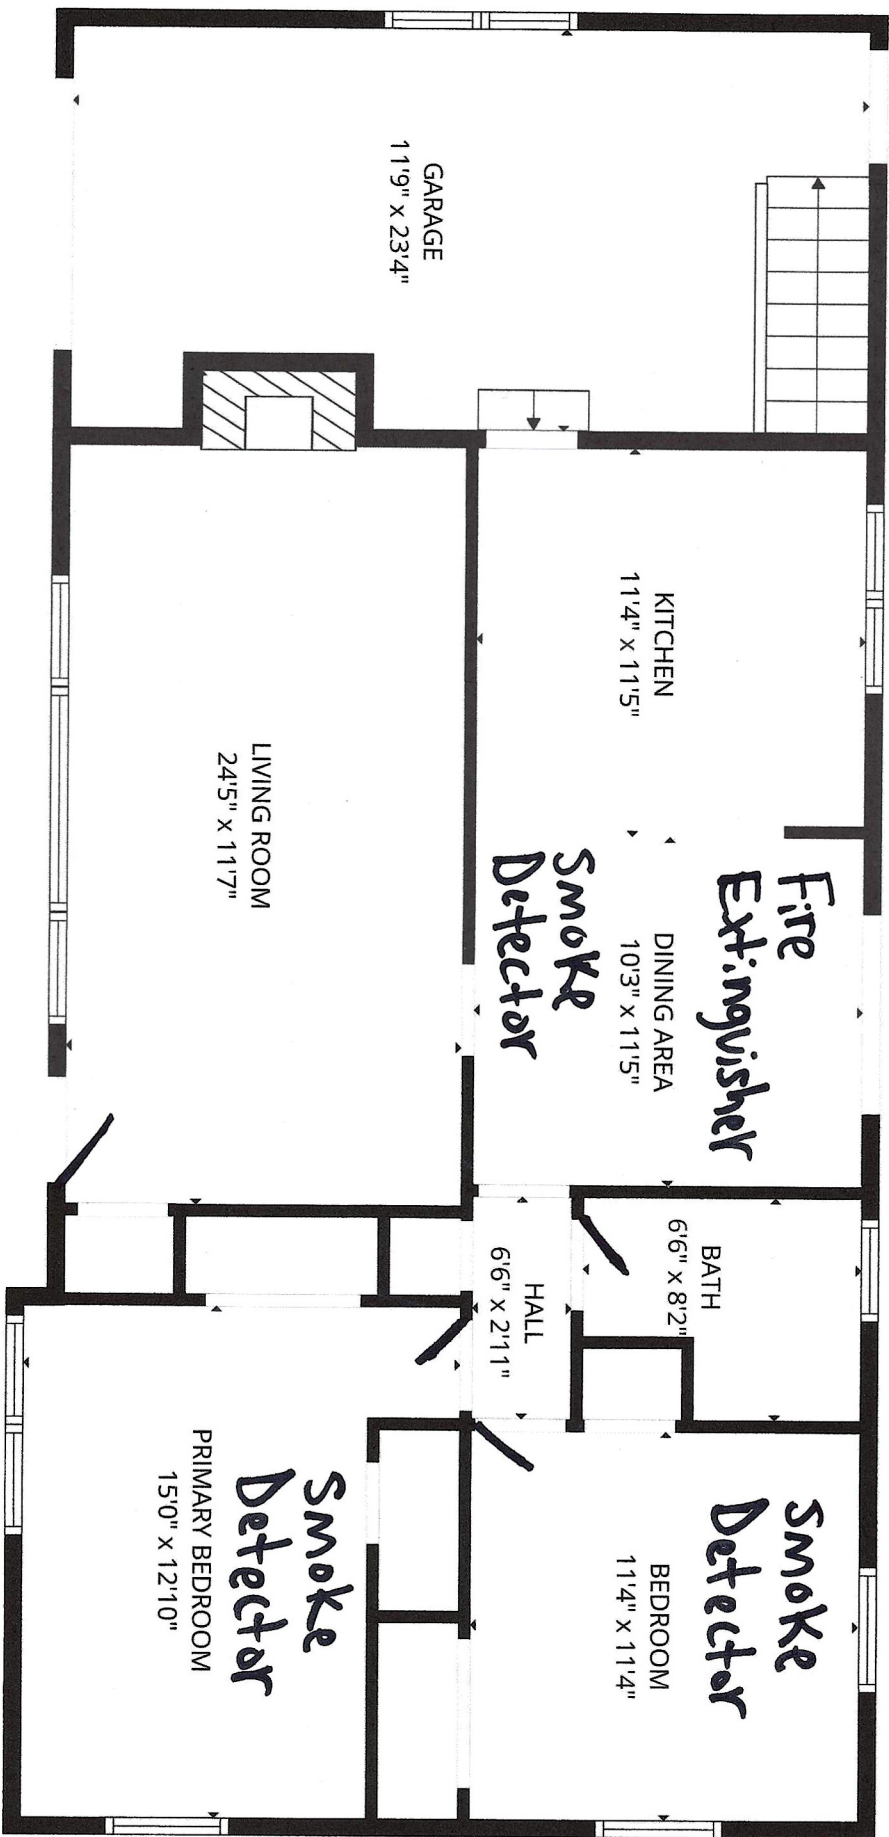 GARAGE
11'9" x 23'4"
KITCHEN
11'4" x 11'5"
Fire
Extinguisher
DINING AREA
10'3" x 11'5"
Smoke
Detector
LIVING ROOM
24'5" x 11'7"
BATH
6'6" x 8'2"
HALL
6'6" x 2'11"
Smoke
Detector
BEDROOM
11'4" x 11'4"
Smoke
Detector
PRIMARY BEDROOM
15'0" x 12'10"